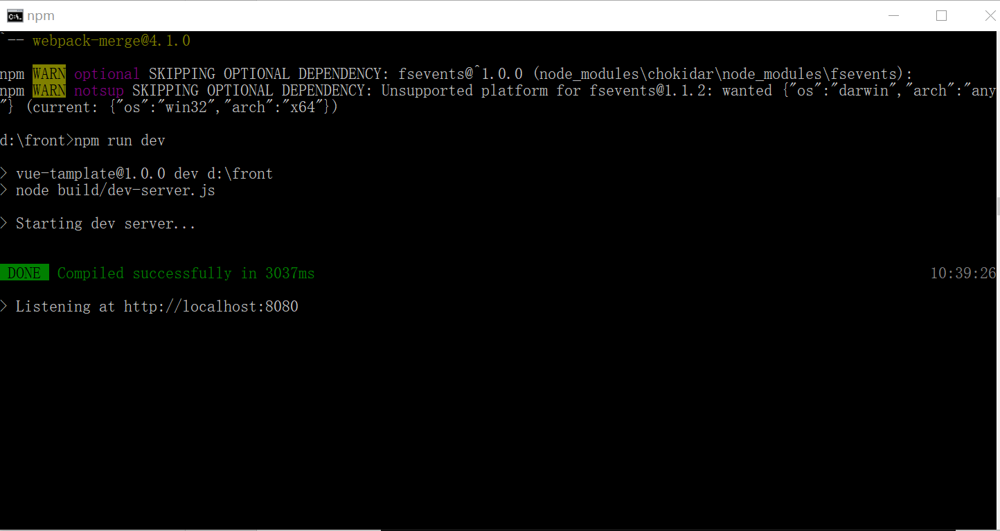 npm
`-- webpack-merge@4.1.0
npm WARN optional SKIPPING OPTIONAL DEPENDENCY: fsevents@^1.0.0 (node_modules\chokidar\node_modules\fsevents):
npm WARN notsup SKIPPING OPTIONAL DEPENDENCY: Unsupported platform for fsevents@1.1.2: wanted {"os":"darwin","arch":"any
"} (current: {"os":"win32","arch":"x64"})
d:\front>npm run dev
> vue-tamplate@1.0.0 dev d:\front
> node build/dev-server.js
> Starting dev server...
DONE Compiled successfully in 3037ms 10:39:26
> Listening at http://localhost:8080